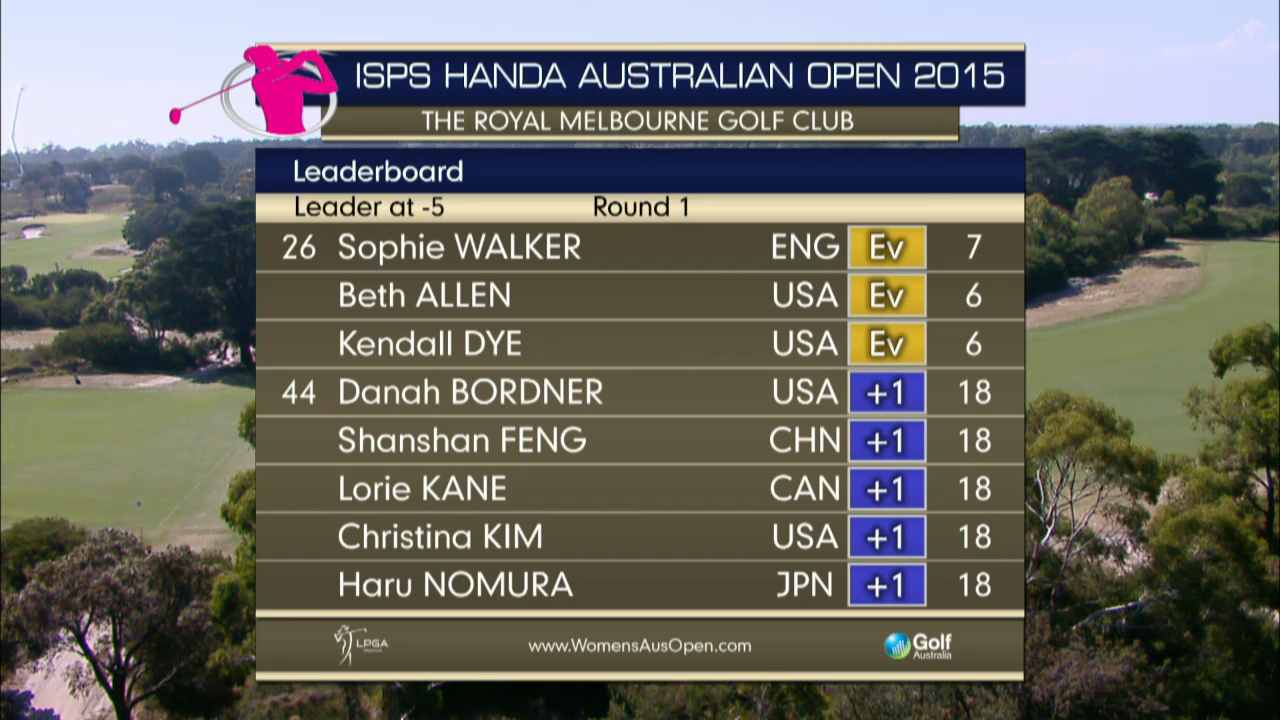 ISPS HANDA AUSTRALIAN OPEN 2015
THE ROYAL MELBOURNE GOLF CLUB
Leaderboard
Leader at -5 Round 1
26 Sophie WALKER ENG Ev 7
Beth ALLEN USA Ev 6
Kendall DYE USA Ev 6
44 Danah BORDNER USA +1 18
Shanshan FENG CHN +1 18
Lorie KANE CAN +1 18
Christina KIM USA +1 18
Haru NOMURA JPN +1 18
LPGA www.WomensAusOpen.com Golf
Australia